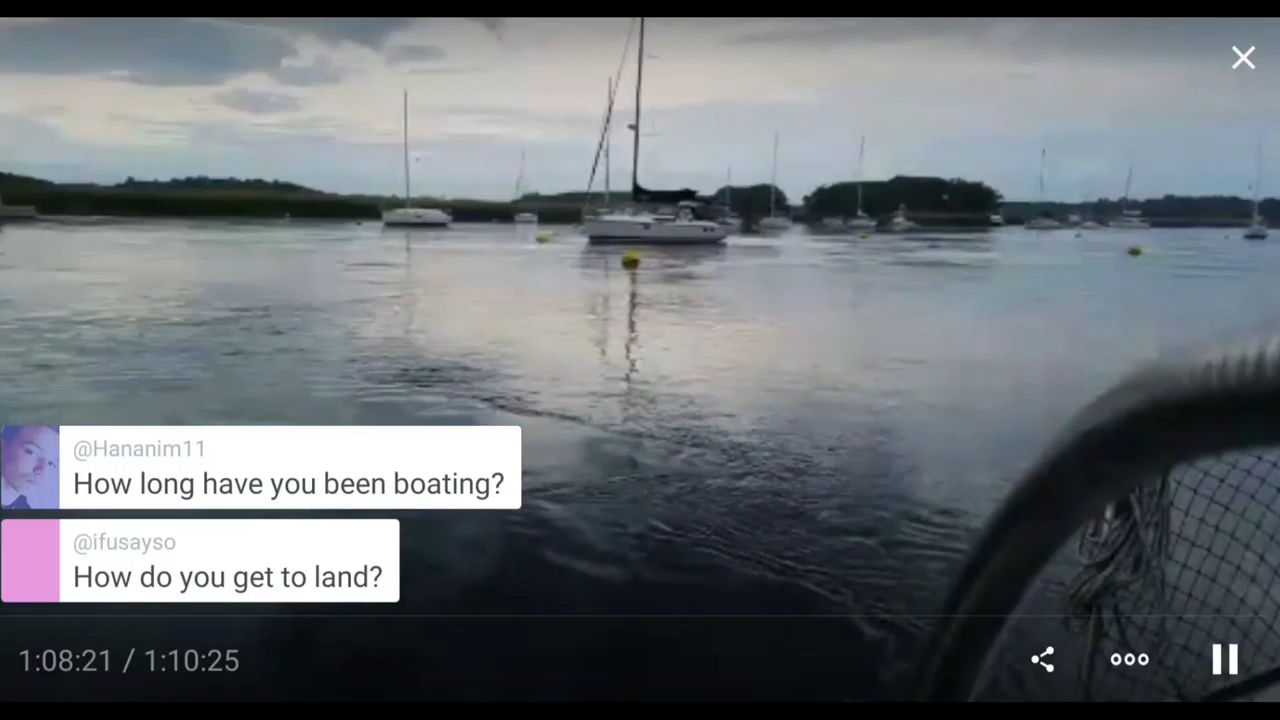 @Hananim11
How long have you been boating?
@ifusayso
How do you get to land?
1:08:21 / 1:10:25